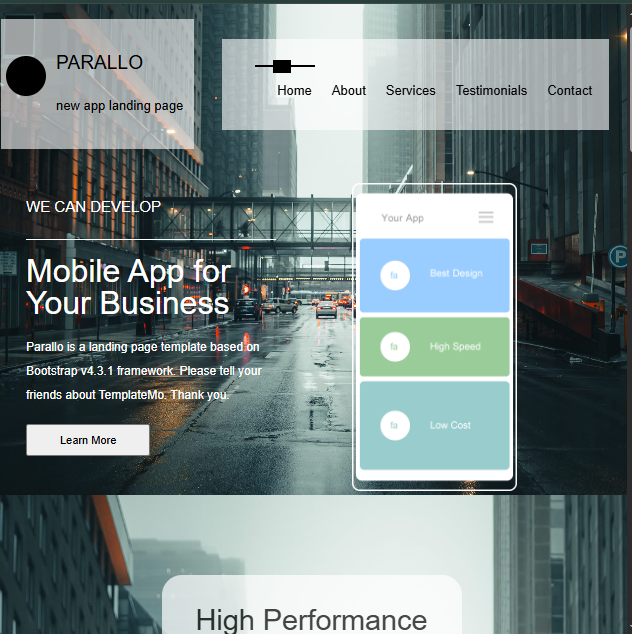 PARALLO
new app landing page
Home About Services Testimonials Contact
WE CAN DEVELOP
Mobile App for
Your Business
Parallo is a landing page template based on
Bootstrap v4.3.1 framework. Please tell your
friends about TemplateMo. Thank you.
Learn More
Your App
fa Best Design
fa High Speed
fa Low Cost
P
High Performance